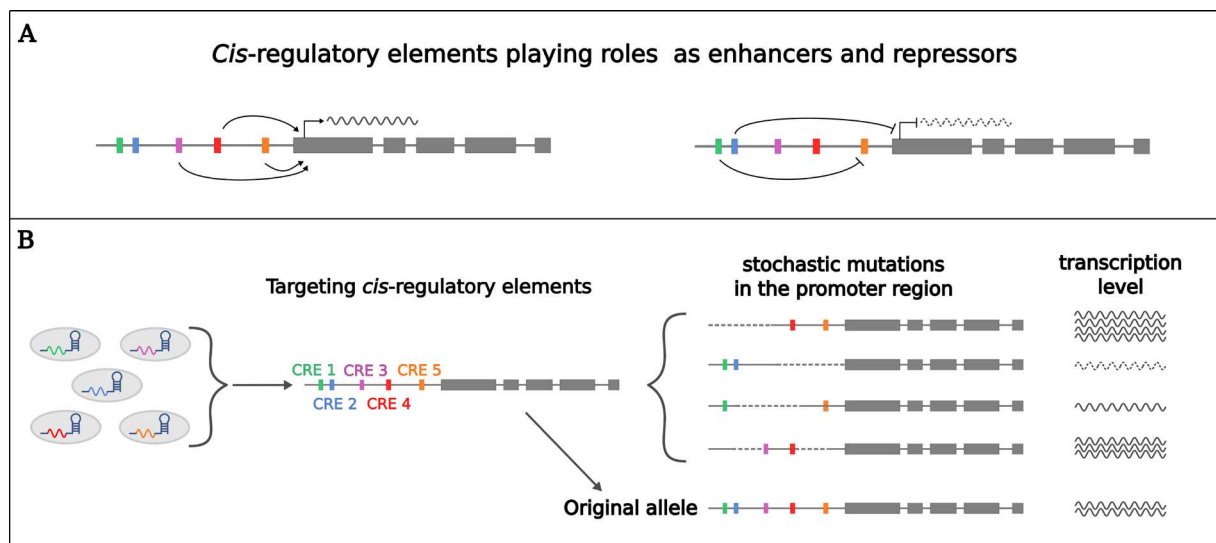 A
Cis-regulatory elements playing roles as enhancers and repressors
B
Targeting cis-regulatory elements
stochastic mutations
in the promoter region
transcription
level
CRE 1 CRE 3 CRE 5
CRE 2 CRE 4
Original allele